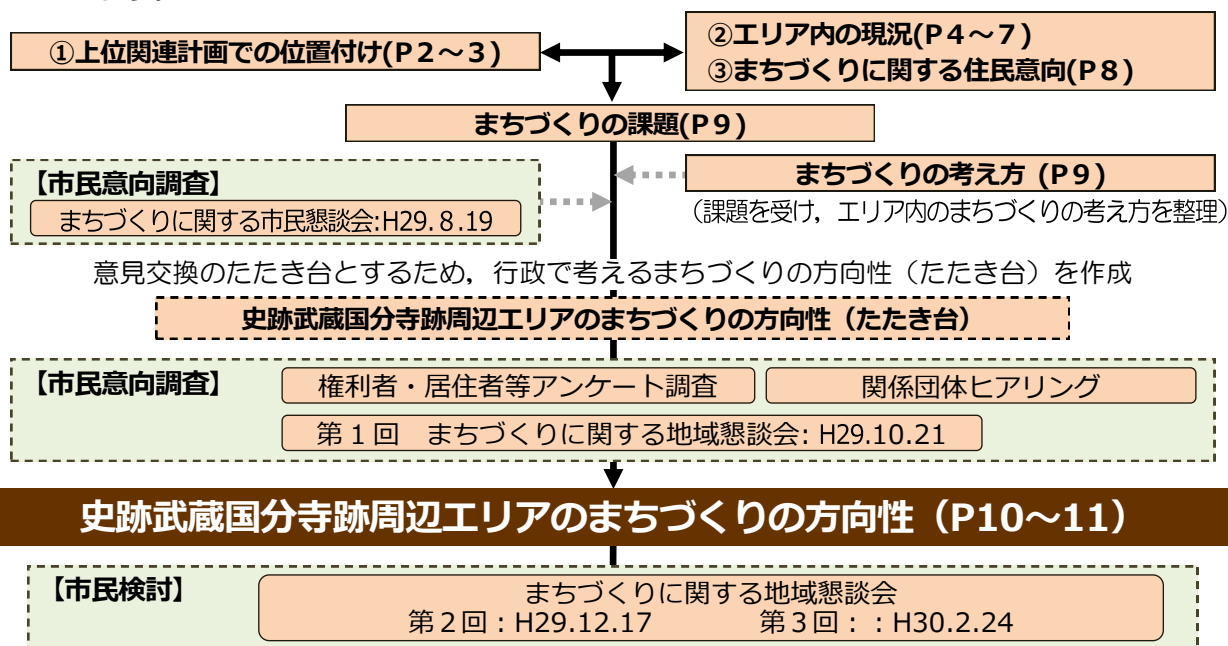 ①上位関連計画での位置付け(P2～3)
②エリア内の現況(P4～7)
③まちづくりに関する住民意向(P8)
まちづくりの課題(P9)
【市民意向調査】
まちづくりに関する市民懇談会:H29.8.19
まちづくりの考え方 (P9)
（課題を受け，エリア内のまちづくりの考え方を整理）
意見交換のたたき台とするため，行政で考えるまちづくりの方向性（たたき台）を作成
史跡武蔵国分寺跡周辺エリアのまちづくりの方向性（たたき台）
【市民意向調査】
権利者・居住者等アンケート調査
関係団体ヒアリング
第１回　まちづくりに関する地域懇談会: H29.10.21
史跡武蔵国分寺跡周辺エリアのまちづくりの方向性（P10～11）
【市民検討】
まちづくりに関する地域懇談会
第２回：H29.12.17　　第３回：：H30.2.24